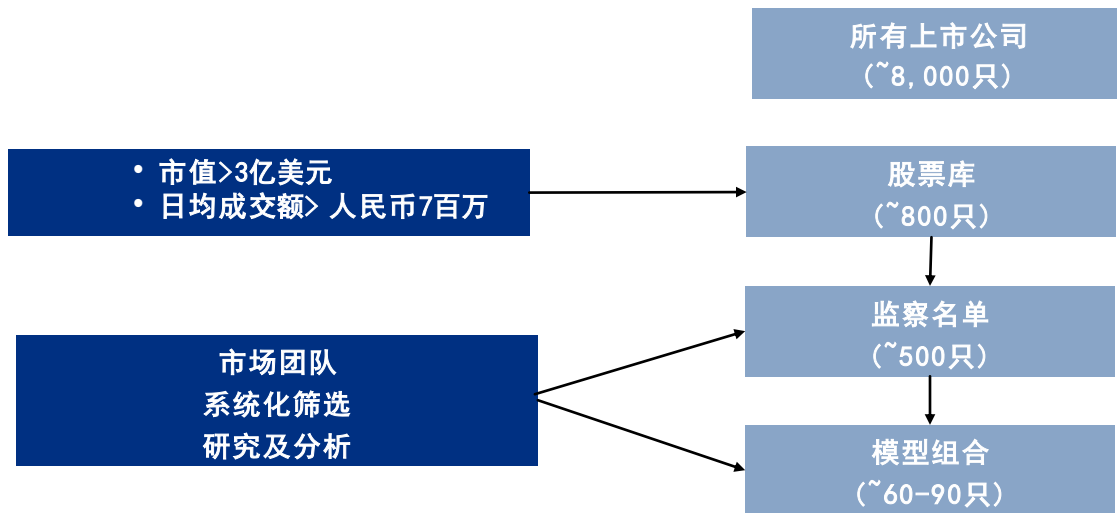 所有上市公司
(~8,000只)
• 市值>3亿美元
• 日均成交额> 人民币7百万
股票库
(~800只)
监察名单
(~500只)
市场团队
系统化筛选
研究及分析
模型组合
(~60-90只)